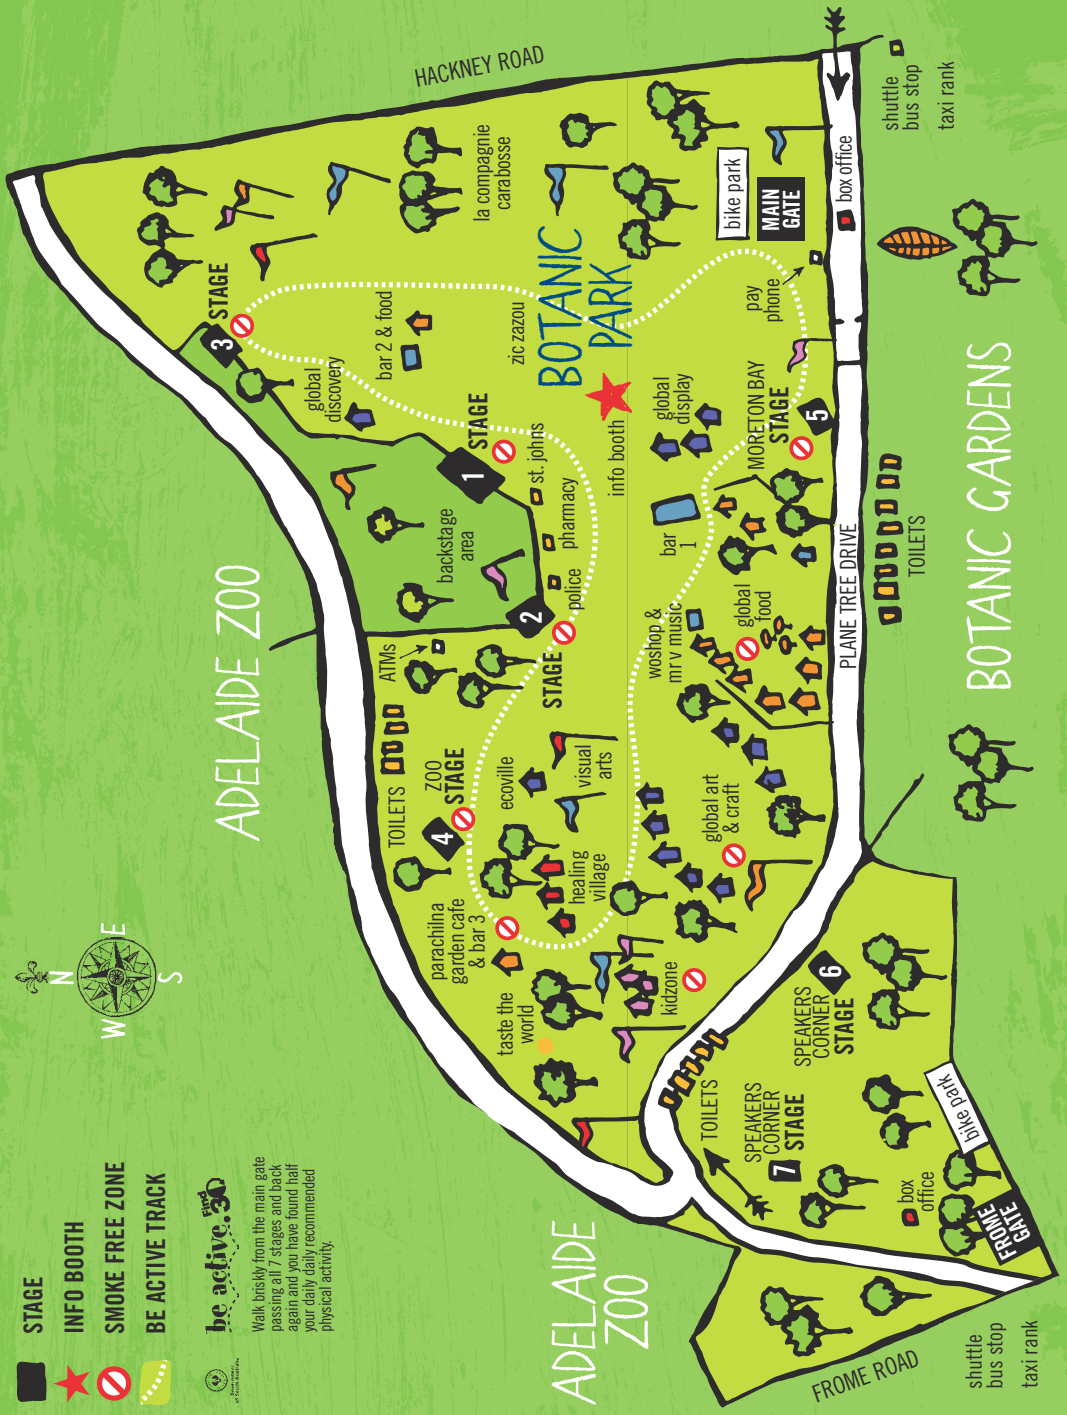 STAGE
INFO BOOTH
SMOKE FREE ZONE
BE ACTIVE TRACK
be active.
Find
30
Walk briskly from the main gate
passing all 7 stages and back
again and you have found half
your daily daily recommended
physical activity.
Government
of South Australia
N
W
E
S
ADELAIDE ZOO
HACKNEY ROAD
3
STAGE
global
discovery
bar 2 & food
la compagnie
carabosse
zic zazou
BOTANIC
PARK
backstage
area
1
STAGE
st. johns
pharmacy
police
2
STAGE
ATMs
TOILETS
4
ZOO
STAGE
ecoville
visual
arts
healing
village
parachilna
garden cafe
& bar 3
taste the
world
kidzone
global art
& craft
woshop &
mr v music
global
food
bar
1
info booth
global
display
MORETON BAY
STAGE
5
pay
phone
bike park
MAIN
GATE
box office
shuttle
bus stop
taxi rank
PLANE TREE DRIVE
TOILETS
BOTANIC GARDENS
SPEAKERS
CORNER
STAGE
6
TOILETS
SPEAKERS
CORNER
STAGE
7
bike park
box
office
FROME
GATE
ADELAIDE
ZOO
FROME ROAD
shuttle
bus stop
taxi rank